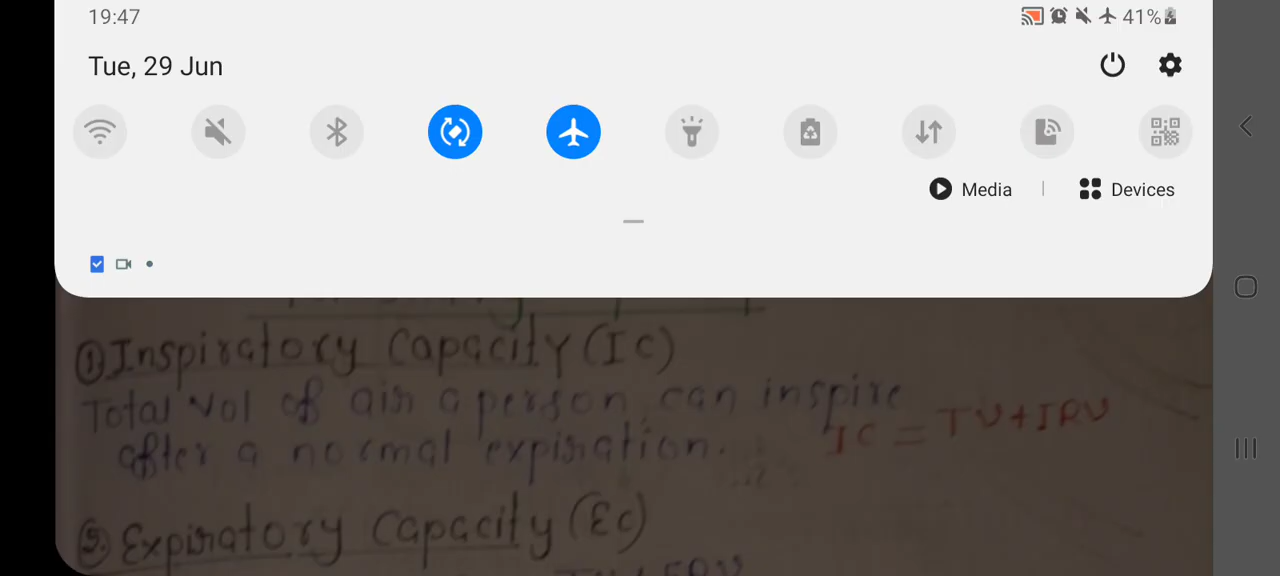 19:47
41%
Tue, 29 Jun
Media
Devices
① Inspiratory Capacity (IC)
Total vol of air a person can inspire
after a normal expiration.
IC = TV+IRV
②. Expiratory Capacity (EC)